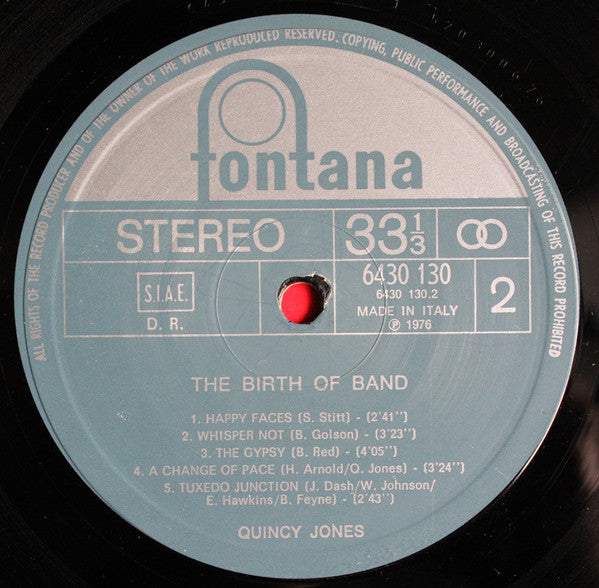 ALL RIGHTS OF THE RECORD PRODUCER AND OF THE OWNER OF THE WORK REPRODUCED RESERVED. COPYING, PUBLIC PERFORMANCE AND BROADCASTING OF THIS RECORD PROHIBITED
fontana
STEREO
33 1/3
S.I.A.E.
D. R.
6430 130
6430 130.2
MADE IN ITALY
℗ 1976
2
THE BIRTH OF BAND
1. HAPPY FACES (S. Stitt) - (2'41'')
2. WHISPER NOT (B. Golson) - (3'23'')
3. THE GYPSY (B. Red) - (4'05'')
4. A CHANGE OF PACE (H. Arnold/Q. Jones) - (3'24'')
5. TUXEDO JUNCTION (J. Dash/W. Johnson/
E. Hawkins/B. Feyne) - (2'43'')
QUINCY JONES